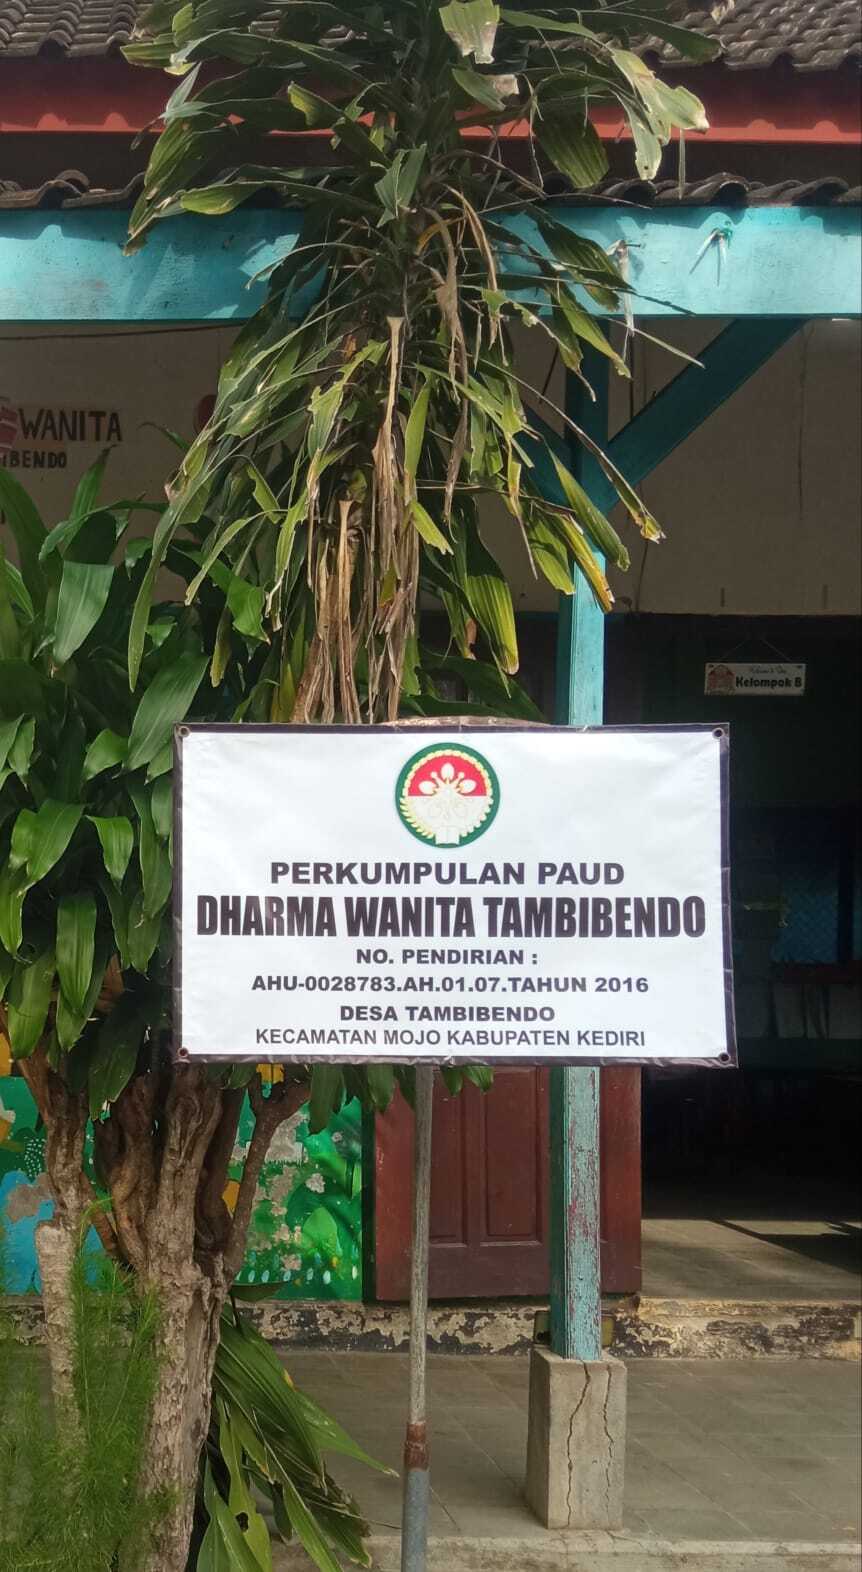 WANITA
IBENDO
Kelompok B
PERKUMPULAN PAUD
DHARMA WANITA TAMBIBENDO
NO. PENDIRIAN :
AHU-0028783.AH.01.07.TAHUN 2016
DESA TAMBIBENDO
KECAMATAN MOJO KABUPATEN KEDIRI